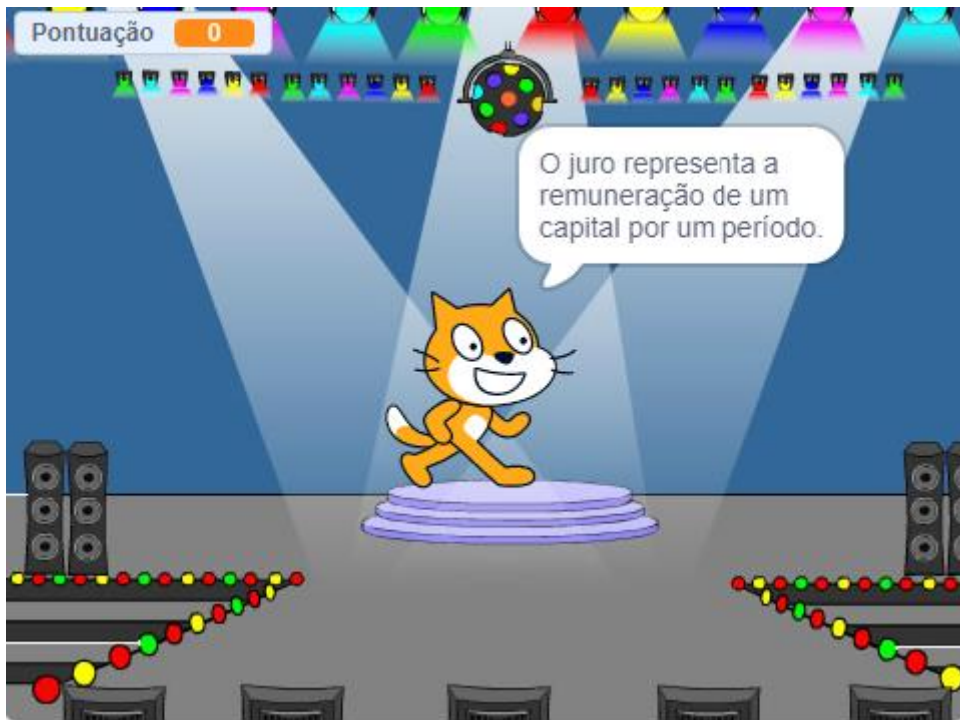 Pontuação 0
O juro representa a
remuneração de um
capital por um período.